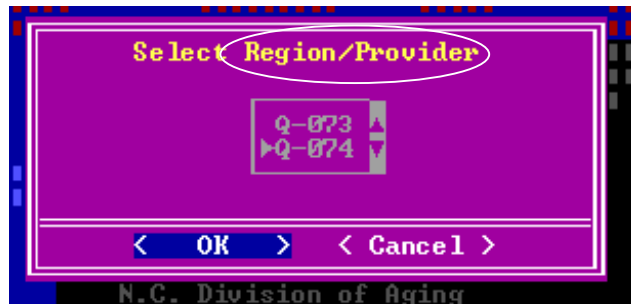 Select Region/Provider
Q-073
Q-074
< OK > < Cancel >
N.C. Division of Aging